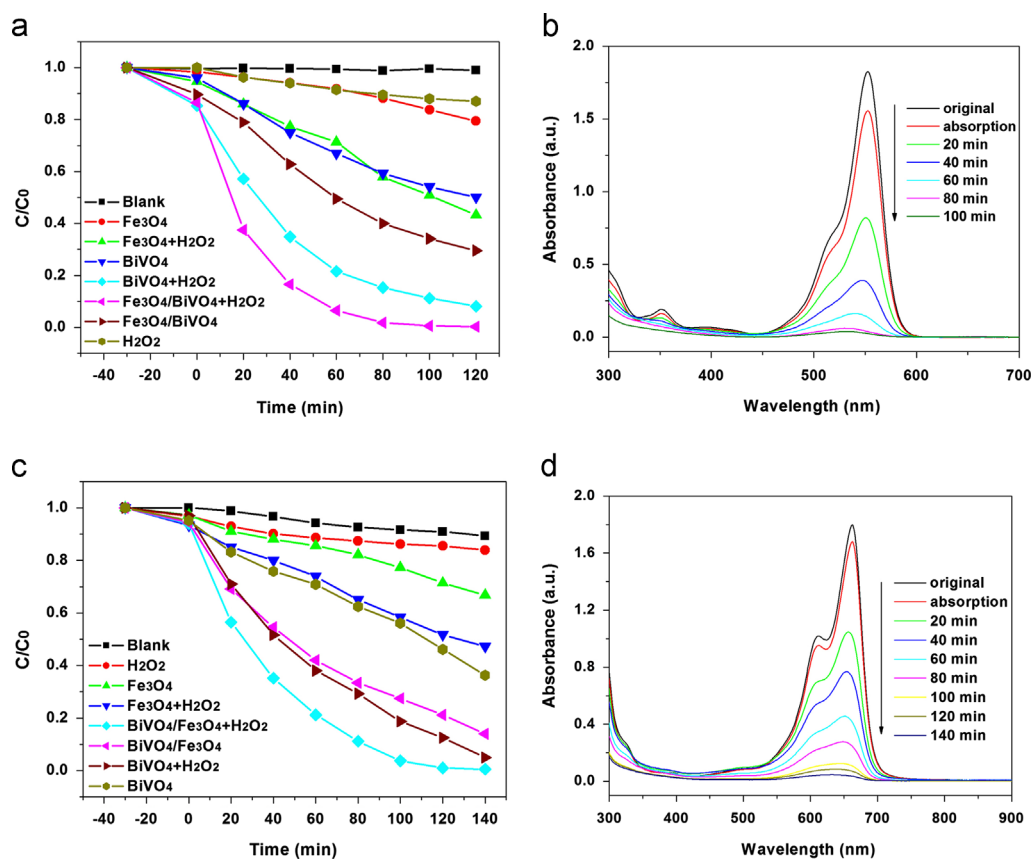 a
C/C0
1.0
0.8
0.6
0.4
0.2
0.0
Blank
Fe3O4
Fe3O4+H2O2
BiVO4
BiVO4+H2O2
Fe3O4/BiVO4+H2O2
Fe3O4/BiVO4
H2O2
-40 -20 0 20 40 60 80 100 120
Time (min)
b
Absorbance (a.u.)
2.0
1.5
1.0
0.5
0.0
original
absorption
20 min
40 min
60 min
80 min
100 min
300 400 500 600 700
Wavelength (nm)
c
C/C0
1.0
0.8
0.6
0.4
0.2
0.0
Blank
H2O2
Fe3O4
Fe3O4+H2O2
BiVO4/Fe3O4+H2O2
BiVO4/Fe3O4
BiVO4+H2O2
BiVO4
-40 -20 0 20 40 60 80 100 120 140
Time (min)
d
Absorbance (a.u.)
2.0
1.6
1.2
0.8
0.4
0.0
original
absorption
20 min
40 min
60 min
80 min
100 min
120 min
140 min
300 400 500 600 700 800 900
Wavelength (nm)